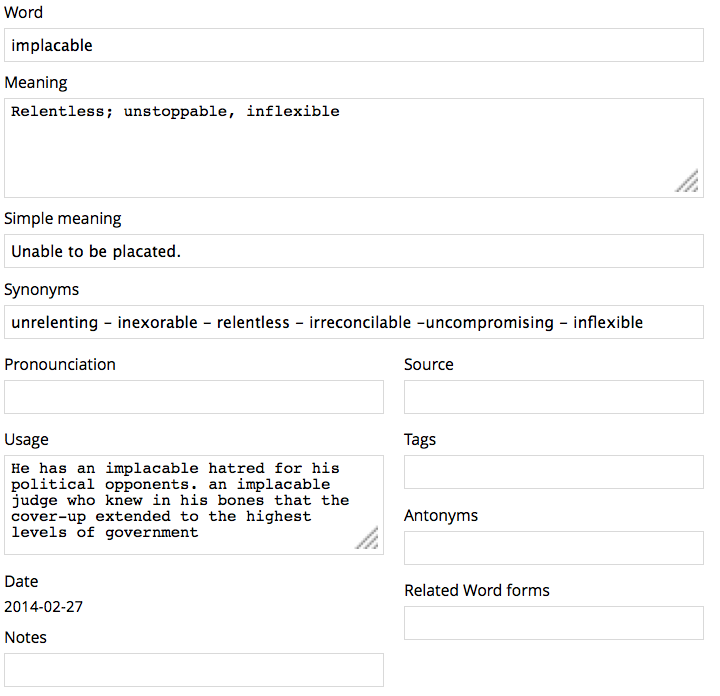 Word
implacable
Meaning
Relentless; unstoppable, inflexible
Simple meaning
Unable to be placated.
Synonyms
unrelenting – inexorable – relentless – irreconcilable –uncompromising – inflexible
Pronounciation
Source
Usage
He has an implacable hatred for his
political opponents. an implacable
judge who knew in his bones that the
cover-up extended to the highest
levels of government
Tags
Antonyms
Date
2014-02-27
Related Word forms
Notes